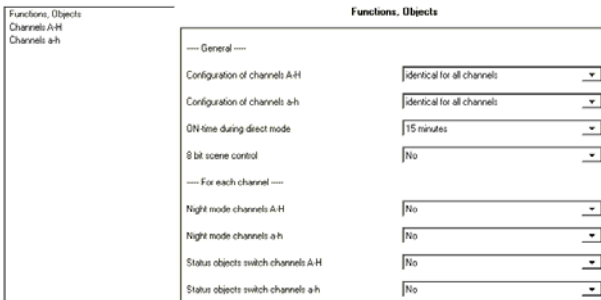 Functions, Objects
Channels A-H
Channels a-h
Functions, Objects
---- General ----
Configuration of channels A-H identical for all channels
Configuration of channels a-h identical for all channels
ON-time during direct mode 15 minutes
8 bit scene control No
---- For each channel ----
Night mode channels A-H No
Night mode channels a-h No
Status objects switch channels A-H No
Status objects switch channels a-h No